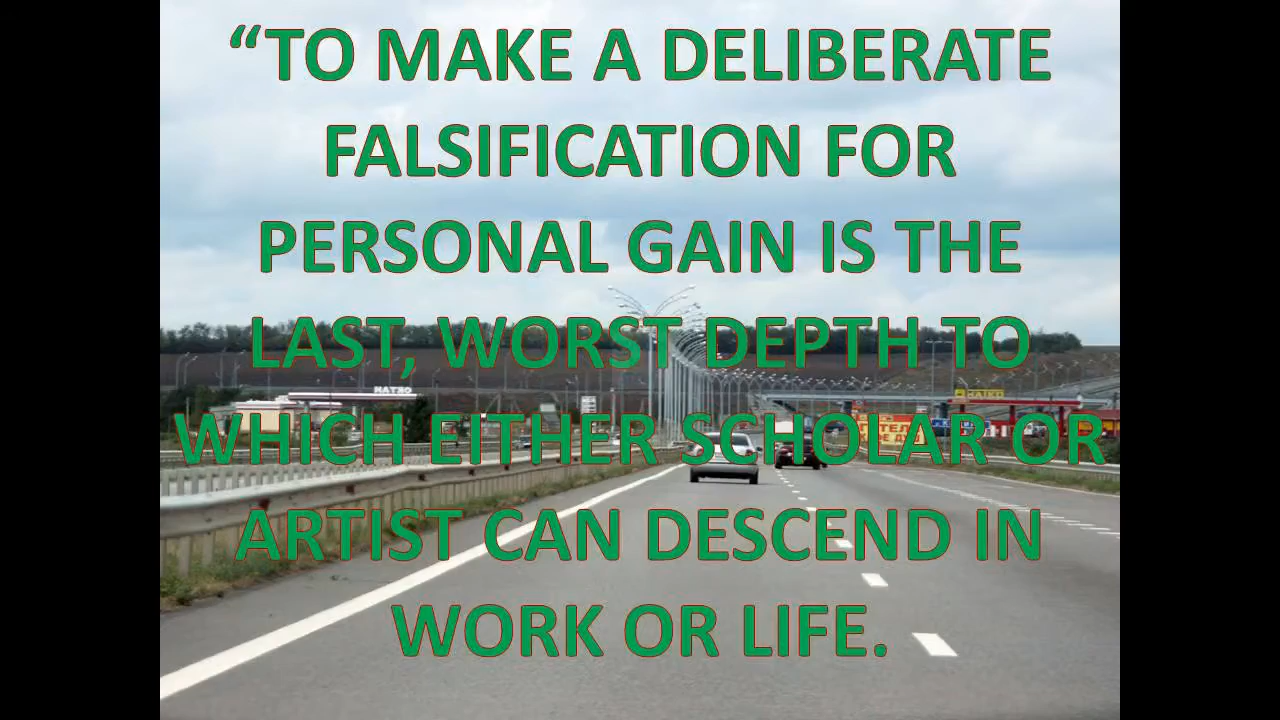 “TO MAKE A DELIBERATE
FALSIFICATION FOR
PERSONAL GAIN IS THE
LAST, WORST DEPTH TO
WHICH EITHER SCHOLAR OR
ARTIST CAN DESCEND IN
WORK OR LIFE.